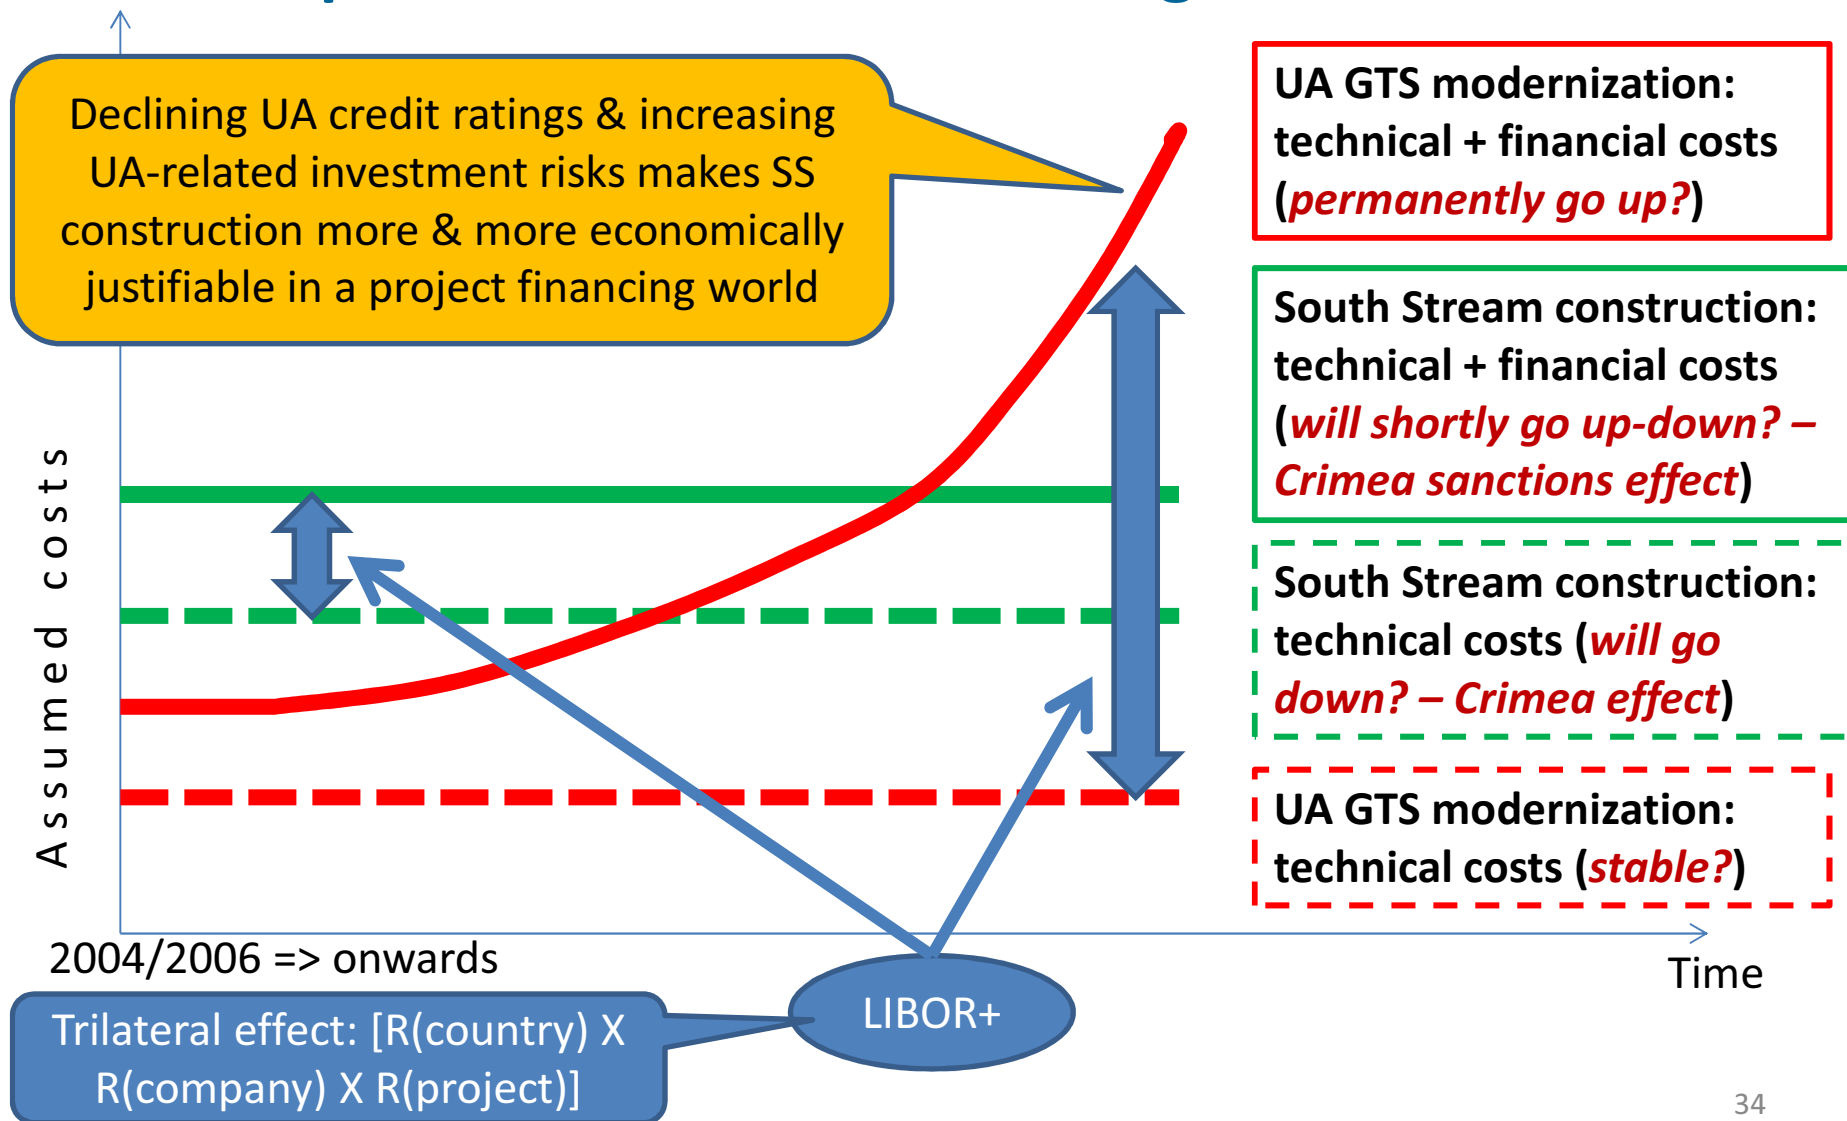 Declining UA credit ratings & increasing
UA-related investment risks makes SS
construction more & more economically
justifiable in a project financing world
UA GTS modernization:
technical + financial costs
(permanently go up?)
South Stream construction:
technical + financial costs
(will shortly go up-down? –
Crimea sanctions effect)
South Stream construction:
technical costs (will go
down? – Crimea effect)
UA GTS modernization:
technical costs (stable?)
Assumed costs
2004/2006 => onwards
Time
LIBOR+
Trilateral effect: [R(country) X
R(company) X R(project)]
34